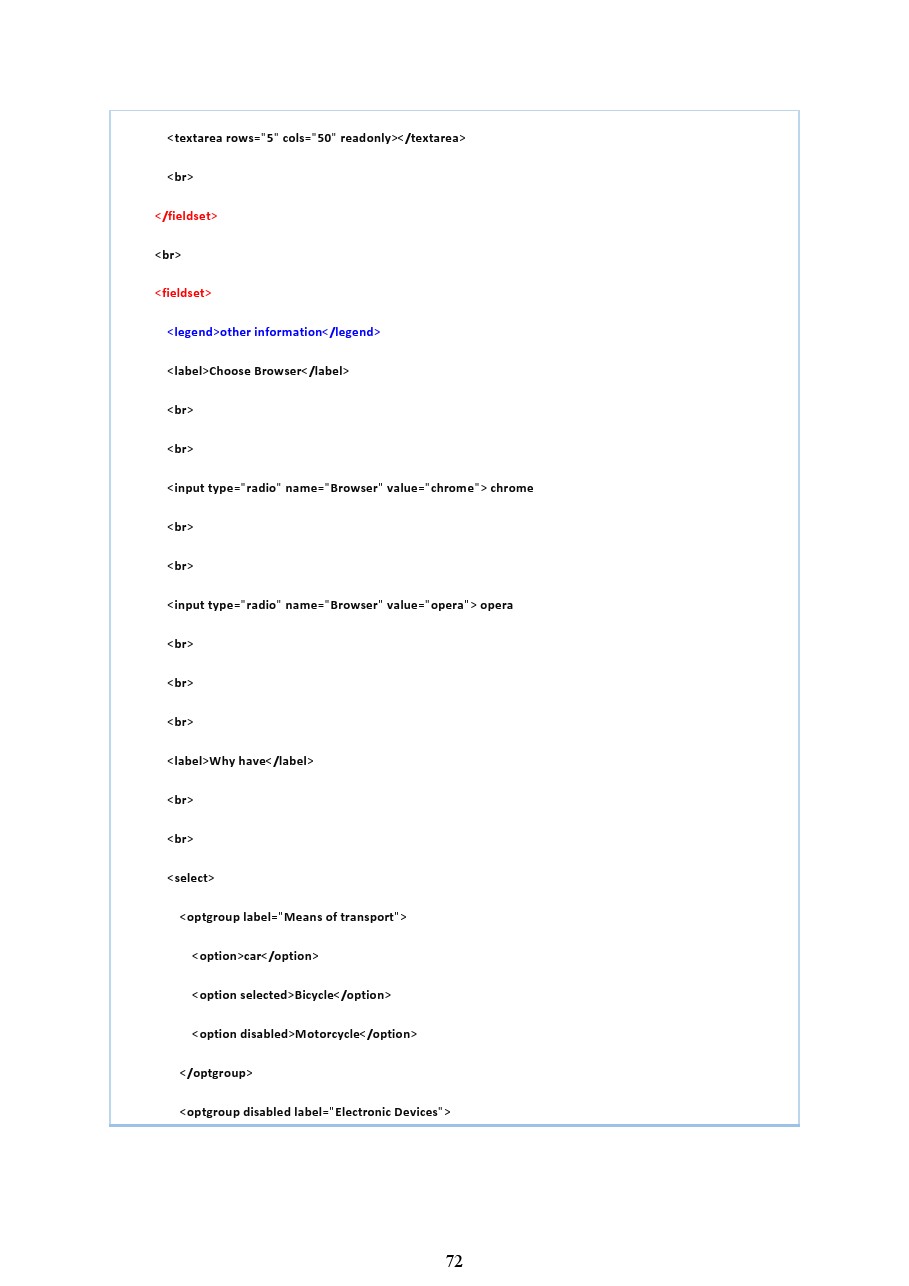 <textarea rows="5" cols="50" readonly></textarea>
<br>
</fieldset>
<br>
<fieldset>
<legend>other information</legend>
<label>Choose Browser</label>
<br>
<br>
<input type="radio" name="Browser" value="chrome"> chrome
<br>
<br>
<input type="radio" name="Browser" value="opera"> opera
<br>
<br>
<br>
<label>Why have</label>
<br>
<br>
<select>
<optgroup label="Means of transport">
<option>car</option>
<option selected>Bicycle</option>
<option disabled>Motorcycle</option>
</optgroup>
<optgroup disabled label="Electronic Devices">
72